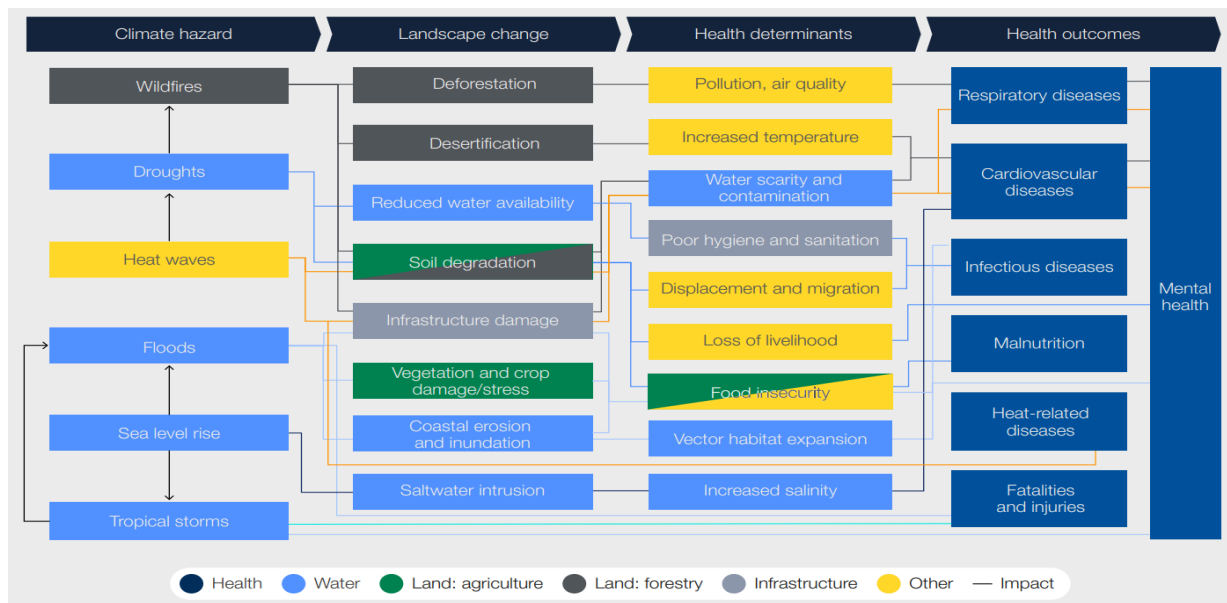 Climate hazard
Landscape change
Health determinants
Health outcomes
Wildfires
Droughts
Heat waves
Floods
Sea level rise
Tropical storms
Deforestation
Desertification
Reduced water availability
Soil degradation
Infrastructure damage
Vegetation and crop
damage/stress
Coastal erosion
and inundation
Saltwater intrusion
Pollution, air quality
Increased temperature
Water scarity and
contamination
Poor hygiene and sanitation
Displacement and migration
Loss of livelihood
Food insecurity
Vector habitat expansion
Increased salinity
Respiratory diseases
Cardiovascular
diseases
Infectious diseases
Malnutrition
Heat-related
diseases
Fatalities
and injuries
Mental
health
Health
Water
Land: agriculture
Land: forestry
Infrastructure
Other
Impact